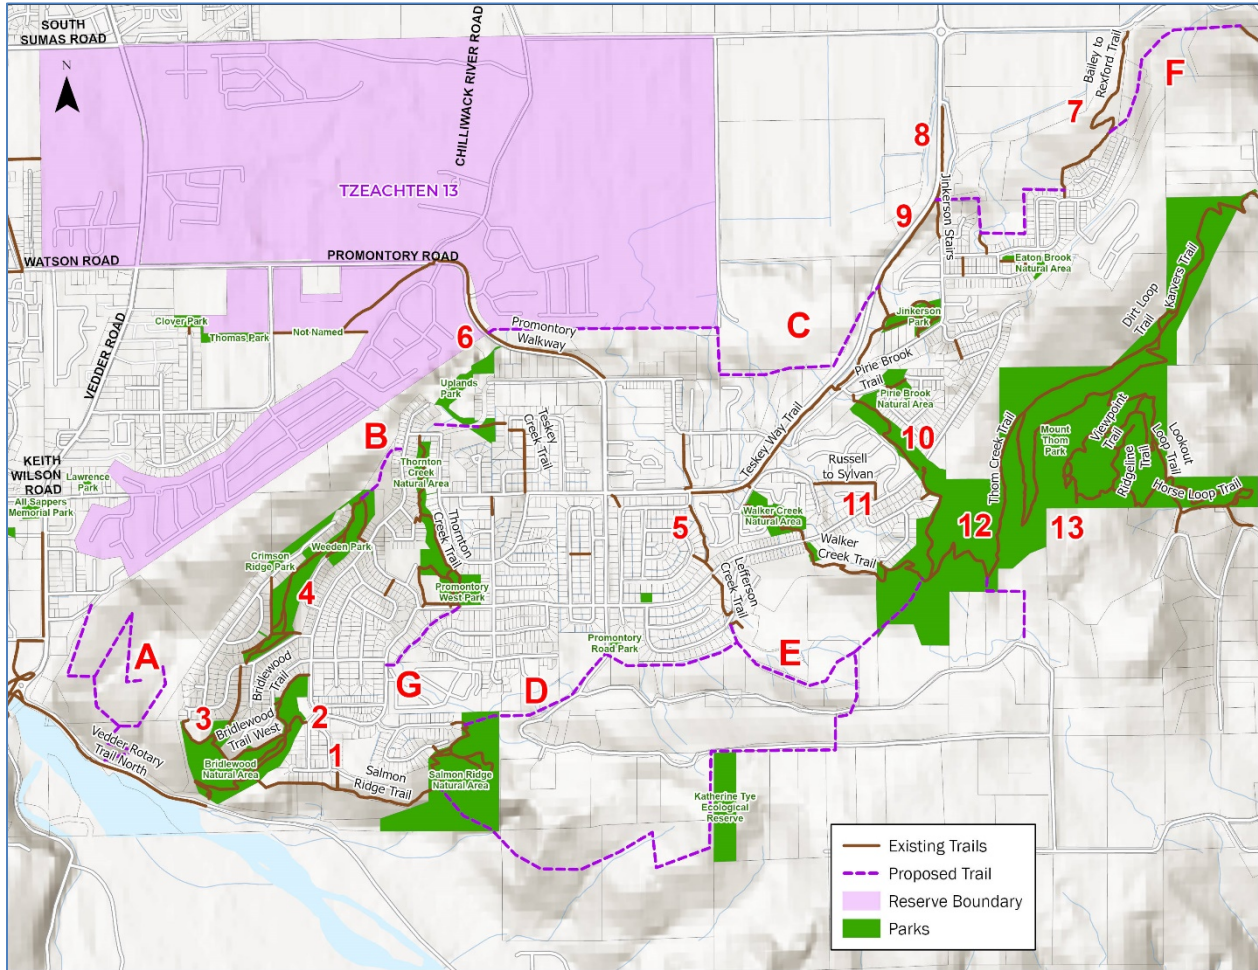 SOUTH
SUMAS ROAD
N
CHILLIWACK RIVER ROAD
TZEACHTEN 13
WATSON ROAD
PROMONTORY ROAD
VEDDER ROAD
Clover Park
Thomas Park
Not Named
6
Promontory
Walkway
C
Bailey to
Rexford Trail
F
7
8
Jinkerson Stairs
9
Eaton Brook
Natural Area
Jinkerson
Park
Pirie Brook
Trail
Pirie Brook
Natural Area
Dirt Loop
Trail
Karvers Trail
Uplands
Park
Teskey
Creek Trail
B
KEITH
WILSON
ROAD
Lawrence
Park
All Sappers
Memorial Park
Thornton
Creek
Natural Area
Thornton
Creek Trail
Teskey Way Trail
10
Russell
to Sylvan
11
Thom Creek Trail
Mount
Thom
Park
Viewpoint
Trail
Ridgeline
Trail
Lookout
Loop Trail
Horse Loop Trail
12
13
Walker Creek
Natural Area
Walker
Creek Trail
5
Lefferson
Creek Trail
Weeden Park
Crimson
Ridge Park
4
Promontory
West Park
Promontory
Road Park
A
Bridlewood
Trail
G
D
E
3
Bridlewood
Trail West
2
1
Bridlewood
Natural Area
Vedder Rotary
Trail North
Salmon
Ridge Trail
Salmon Ridge
Natural Area
Katherine Tye
Ecological
Reserve
Existing Trails
Proposed Trail
Reserve Boundary
Parks